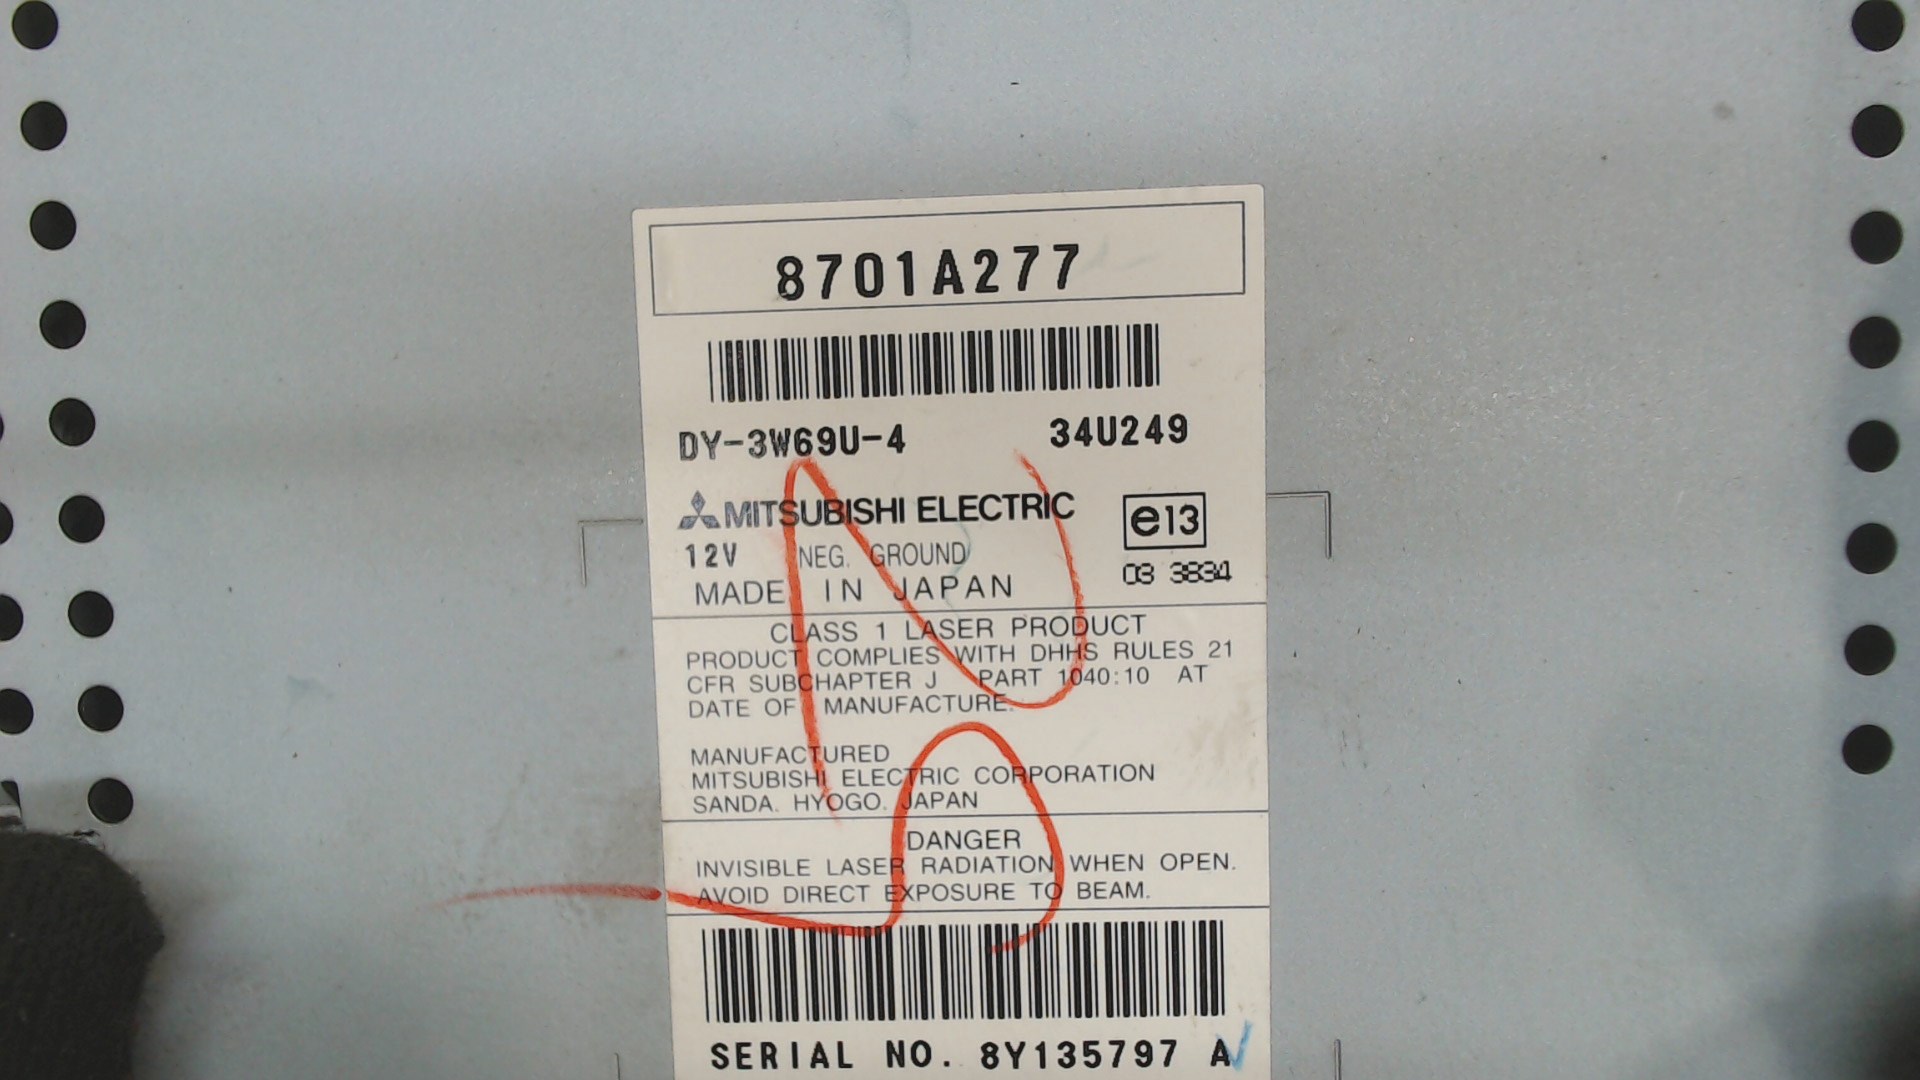 8701A277
DY-3W69U-4 34U249
MITSUBISHI ELECTRIC e13
12V NEG. GROUND
03 3834
MADE IN JAPAN
CLASS 1 LASER PRODUCT
PRODUCT COMPLIES WITH DHHS RULES 21
CFR SUBCHAPTER J PART 1040:10 AT
DATE OF MANUFACTURE.
MANUFACTURED
MITSUBISHI ELECTRIC CORPORATION
SANDA. HYOGO. JAPAN
DANGER
INVISIBLE LASER RADIATION WHEN OPEN.
AVOID DIRECT EXPOSURE TO BEAM.
SERIAL NO. 8Y135797 A